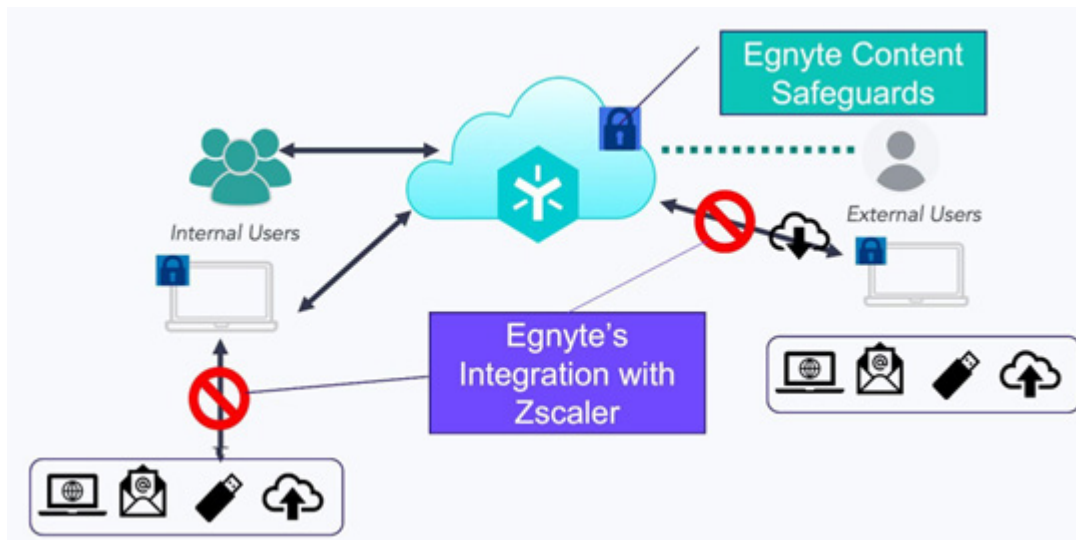 Egnyte Content
Safeguards
Internal Users
External Users
Egnyte's
Integration with
Zscaler
@
@